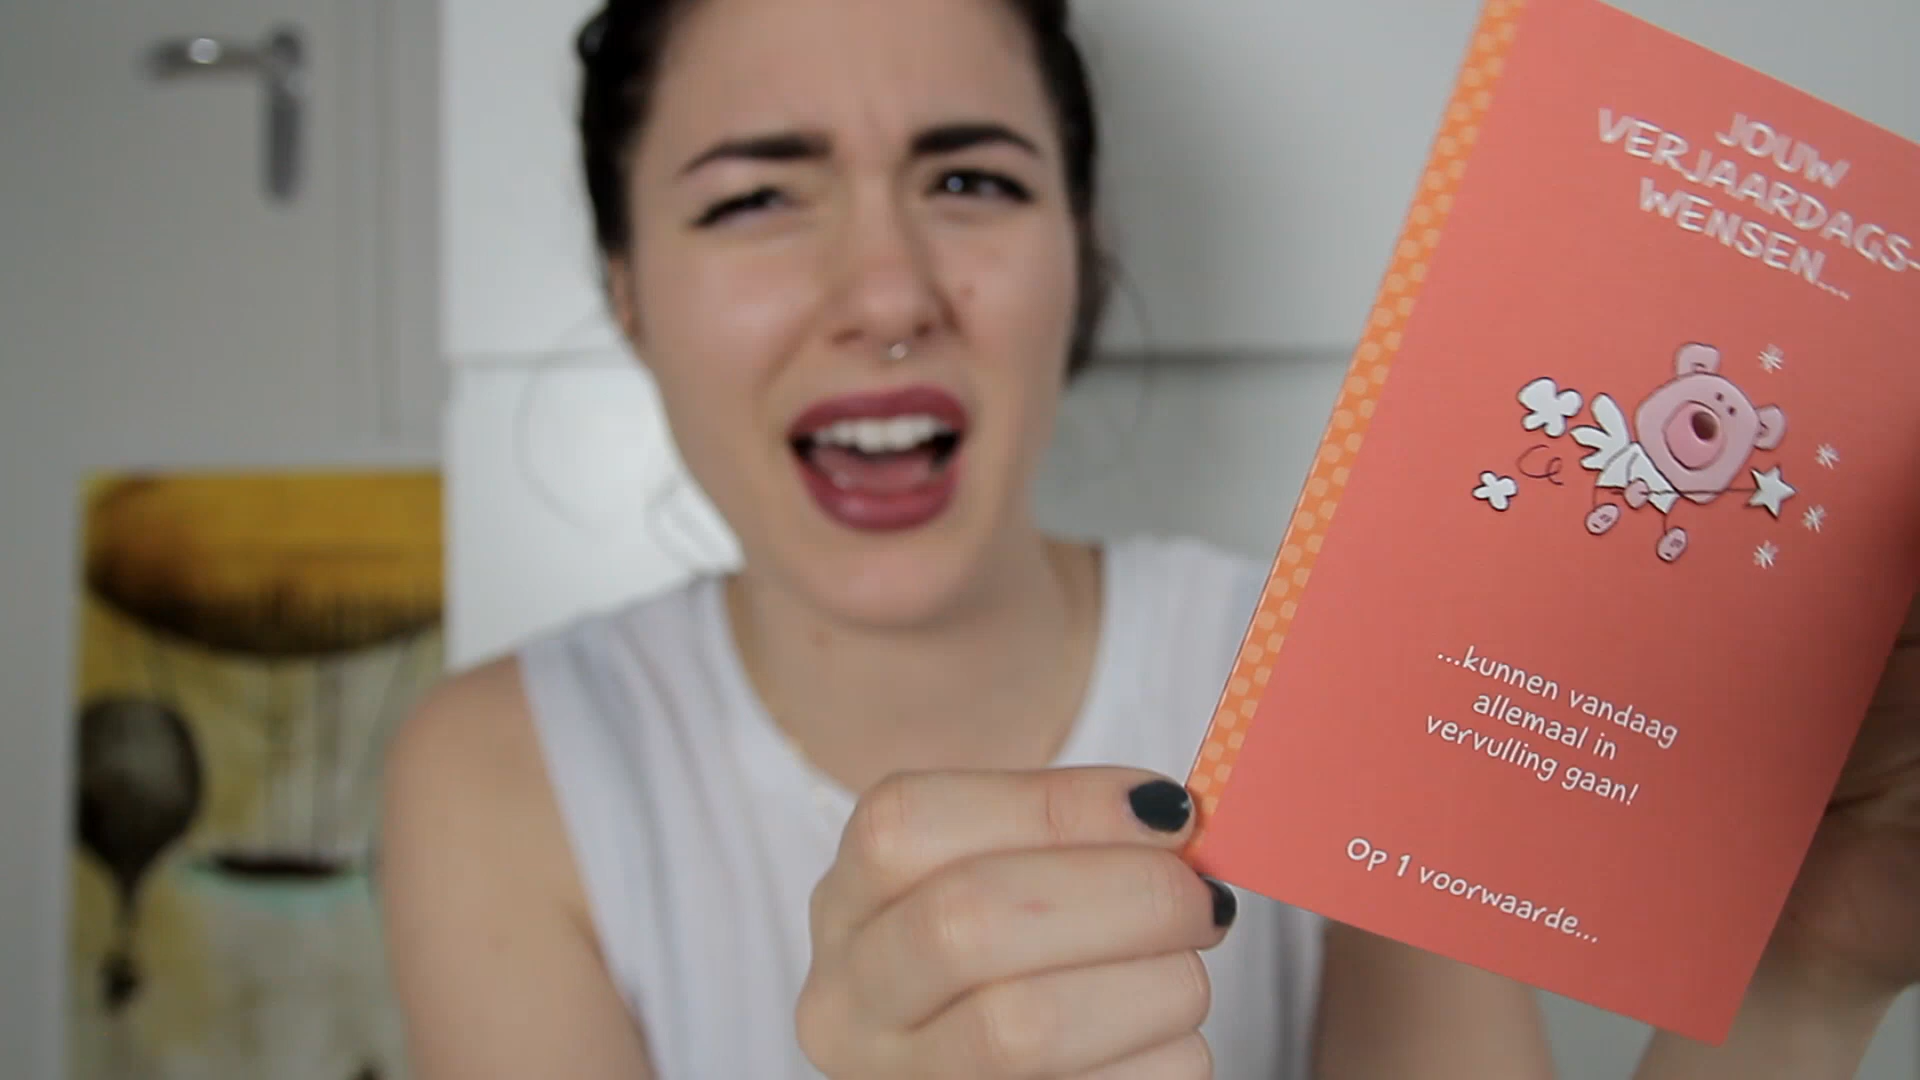 JOUW
VERJAARDAGS-
WENSEN...
...kunnen vandaag
allemaal in
vervulling gaan!
Op 1 voorwaarde...